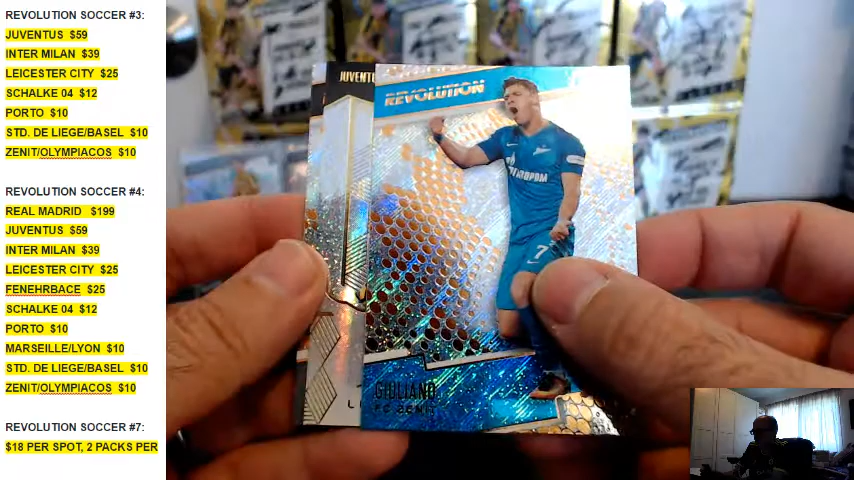 REVOLUTION SOCCER #3:
JUVENTUS $59
INTER MILAN $39
LEICESTER CITY $25
SCHALKE 04 $12
PORTO $10
STD. DE LIEGE/BASEL $10
ZENIT/OLYMPIACOS $10
REVOLUTION SOCCER #4:
REAL MADRID $199
JUVENTUS $59
INTER MILAN $39
LEICESTER CITY $25
FENEHRBACE $25
SCHALKE 04 $12
PORTO $10
MARSEILLE/LYON $10
STD. DE LIEGE/BASEL $10
ZENIT/OLYMPIACOS $10
REVOLUTION SOCCER #7:
$18 PER SPOT, 2 PACKS PER
REVOLUTION
7
GIULIANO
FC ZENIT